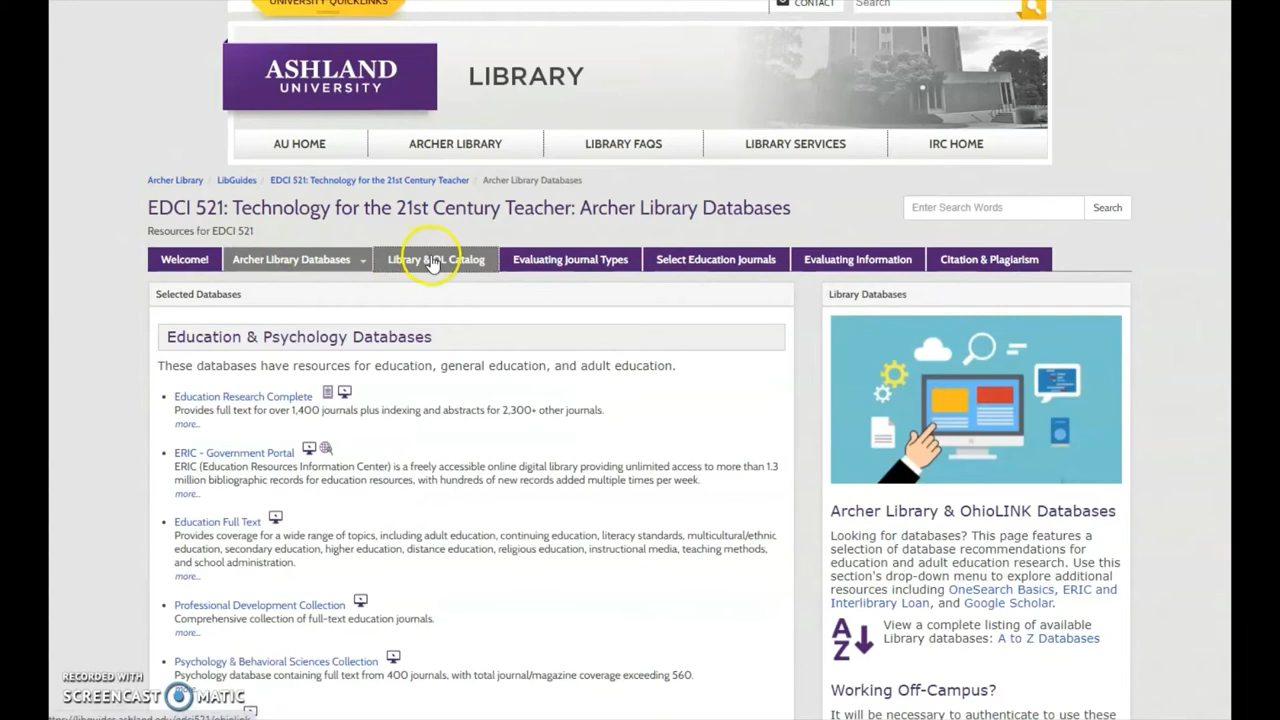 UNIVERSITY QUICKLINKS
CONTACT
Search
ASHLAND
UNIVERSITY
LIBRARY
AU HOME
ARCHER LIBRARY
LIBRARY FAQS
LIBRARY SERVICES
IRC HOME
Archer Library
LibGuides
EDCI 521: Technology for the 21st Century Teacher
Archer Library Databases
EDCI 521: Technology for the 21st Century Teacher: Archer Library Databases
Enter Search Words
Search
Resources for EDCI 521
Welcome!
Archer Library Databases
Library & OL Catalog
Evaluating Journal Types
Select Education Journals
Evaluating Information
Citation & Plagiarism
Selected Databases
Education & Psychology Databases
These databases have resources for education, general education, and adult education.
Education Research Complete
Provides full text for over 1,400 journals plus indexing and abstracts for 2,300+ other journals.
more...
ERIC - Government Portal
ERIC (Education Resources Information Center) is a freely accessible online digital library providing unlimited access to more than 1.3
million bibliographic records for education resources, with hundreds of new records added multiple times per week.
more...
Education Full Text
Provides coverage for a wide range of topics, including adult education, continuing education, literacy standards, multicultural/ethnic
education, secondary education, higher education, distance education, religious education, instructional media, teaching methods,
and school administration.
more...
Professional Development Collection
Comprehensive collection of full-text education journals.
more...
Psychology & Behavioral Sciences Collection
Psychology database containing full text from 400 journals, with total journal/magazine coverage exceeding 560.
Library Databases
Archer Library & OhioLINK Databases
Looking for databases? This page features a
selection of database recommendations for
education and adult education research. Use this
section's drop-down menu to explore additional
resources including OneSearch Basics, ERIC and
Interlibrary Loan, and Google Scholar.
A
Z
View a complete listing of available
Library databases: A to Z Databases
Working Off-Campus?
It will be necessary to authenticate to use these
RECORDED WITH
SCREENCAST MATIC